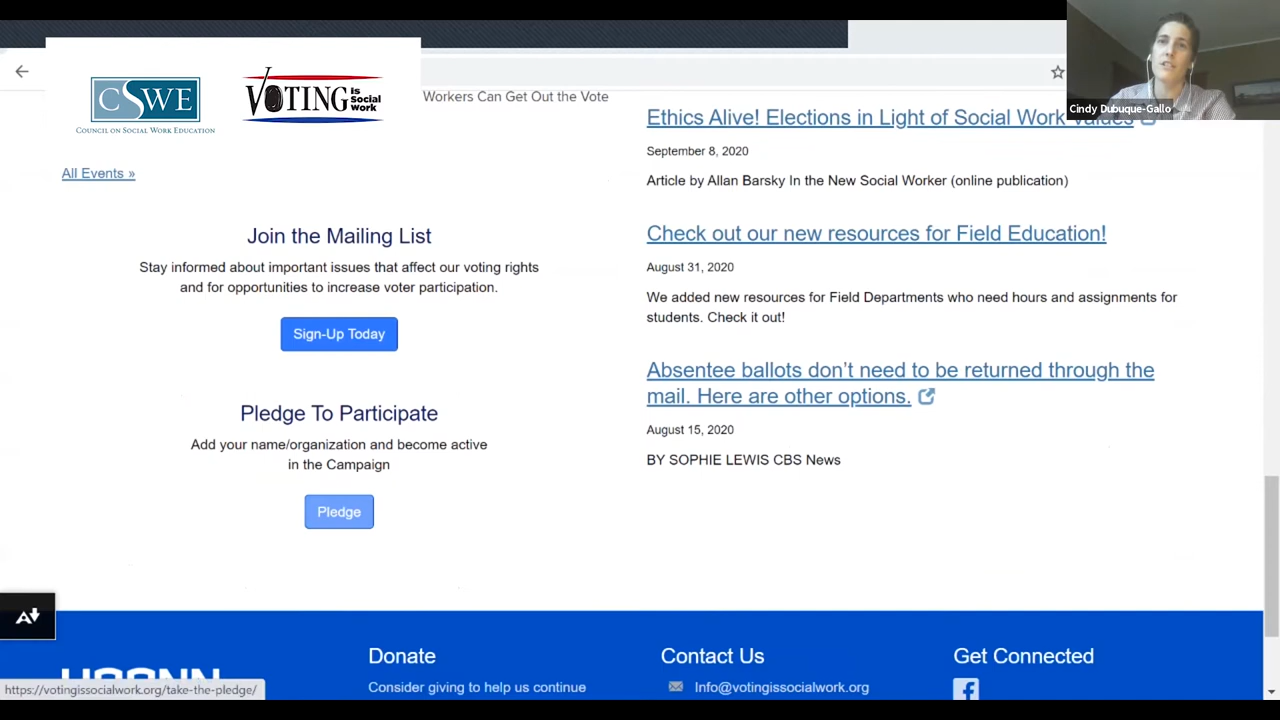 CSWE
COUNCIL ON SOCIAL WORK EDUCATION
VOTING is Social Work
Cindy Dubuque-Gallo
Workers Can Get Out the Vote
All Events »
Join the Mailing List
Stay informed about important issues that affect our voting rights
and for opportunities to increase voter participation.
Sign-Up Today
Pledge To Participate
Add your name/organization and become active
in the Campaign
Pledge
Ethics Alive! Elections in Light of Social Work Values
September 8, 2020
Article by Allan Barsky In the New Social Worker (online publication)
Check out our new resources for Field Education!
August 31, 2020
We added new resources for Field Departments who need hours and assignments for
students. Check it out!
Absentee ballots don't need to be returned through the
mail. Here are other options.
August 15, 2020
BY SOPHIE LEWIS CBS News
UCONN
https://votingissocialwork.org/take-the-pledge/
Donate
Consider giving to help us continue
Contact Us
Info@votingissocialwork.org
Get Connected